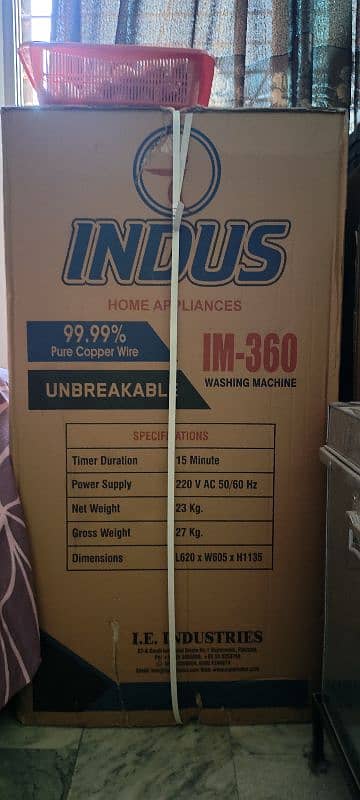 INDUS
HOME APPLIANCES
99.99%
Pure Copper Wire
IM-360
WASHING MACHINE
UNBREAKABLE
SPECIFICATIONS
Timer Duration 15 Minute
Power Supply 220 V AC 50/60 Hz
Net Weight 23 Kg.
Gross Weight 27 Kg.
Dimensions L620 x W605 x H1135
I.E. INDUSTRIES